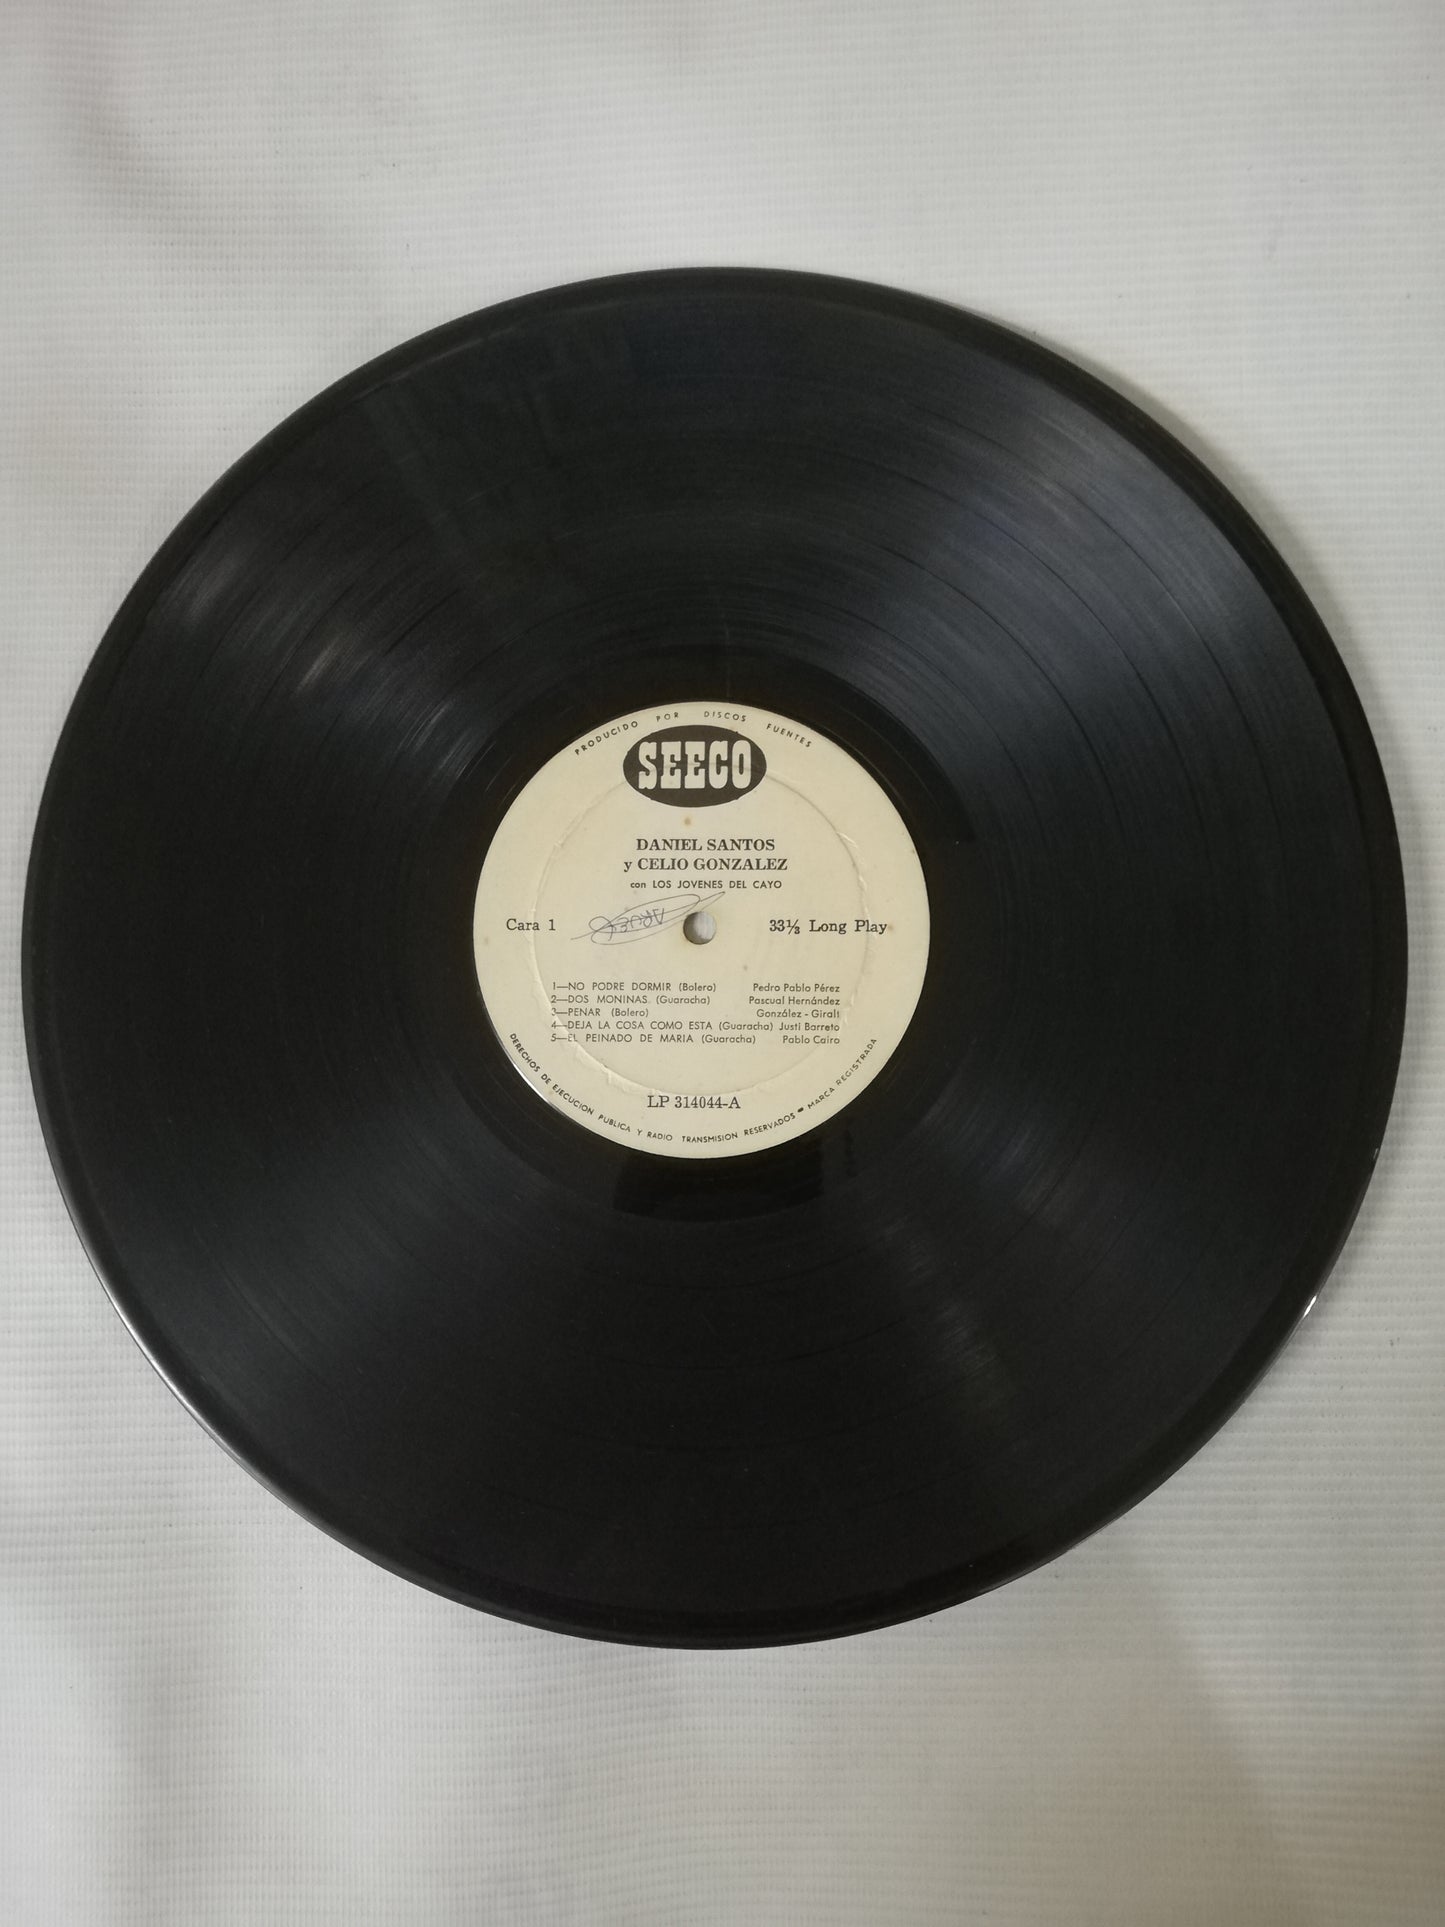 PRODUCIDO POR DISCOS FUENTES
SEECO
DANIEL SANTOS
y CELIO GONZALEZ
con LOS JOVENES DEL CAYO
Cara 1 33⅓ Long Play
1—NO PODRE DORMIR (Bolero) Pedro Pablo Pérez
2—DOS MONINAS. (Guaracha) Pascual Hernández
3—PENAR (Bolero) González - Giralt
4—DEJA LA COSA COMO ESTA (Guaracha) Justi Barreto
5—EL PEINADO DE MARIA (Guaracha) Pablo Cairo
LP 314044-A
DERECHOS DE EJECUCION PUBLICA Y RADIO TRANSMISION RESERVADOS - MARCA REGISTRADA